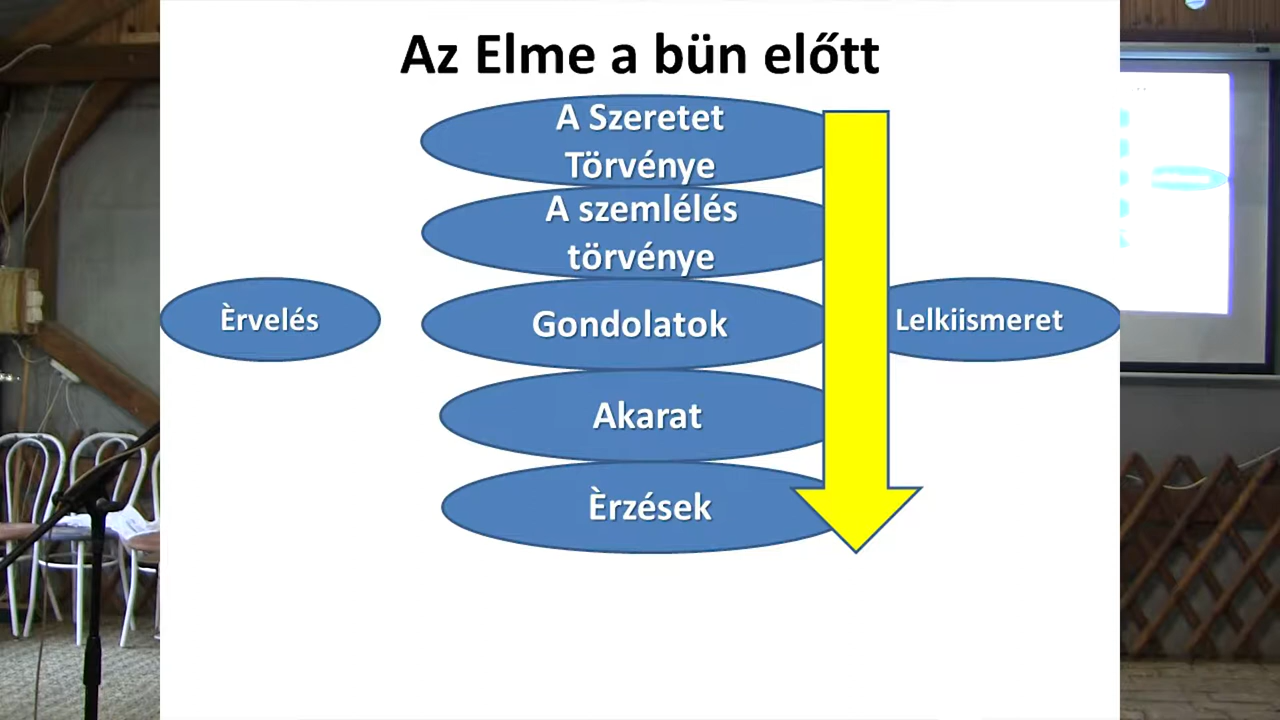 Az Elme a bün előtt
A Szeretet
Törvénye
A szemlélés
törvénye
Èrvelés
Gondolatok
Lelkiismeret
Akarat
Èrzések